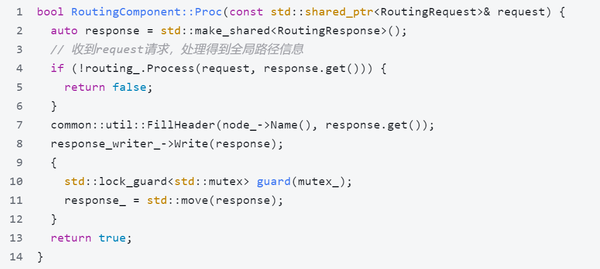 1 bool RoutingComponent::Proc(const std::shared_ptr<RoutingRequest>& request) {
2   auto response = std::make_shared<RoutingResponse>();
3   // 收到request请求，处理得到全局路径信息
4   if (!routing_.Process(request, response.get())) {
5     return false;
6   }
7   common::util::FillHeader(node_->Name(), response.get());
8   response_writer_->Write(response);
9   {
10     std::lock_guard<std::mutex> guard(mutex_);
11     response_ = std::move(response);
12   }
13   return true;
14 }